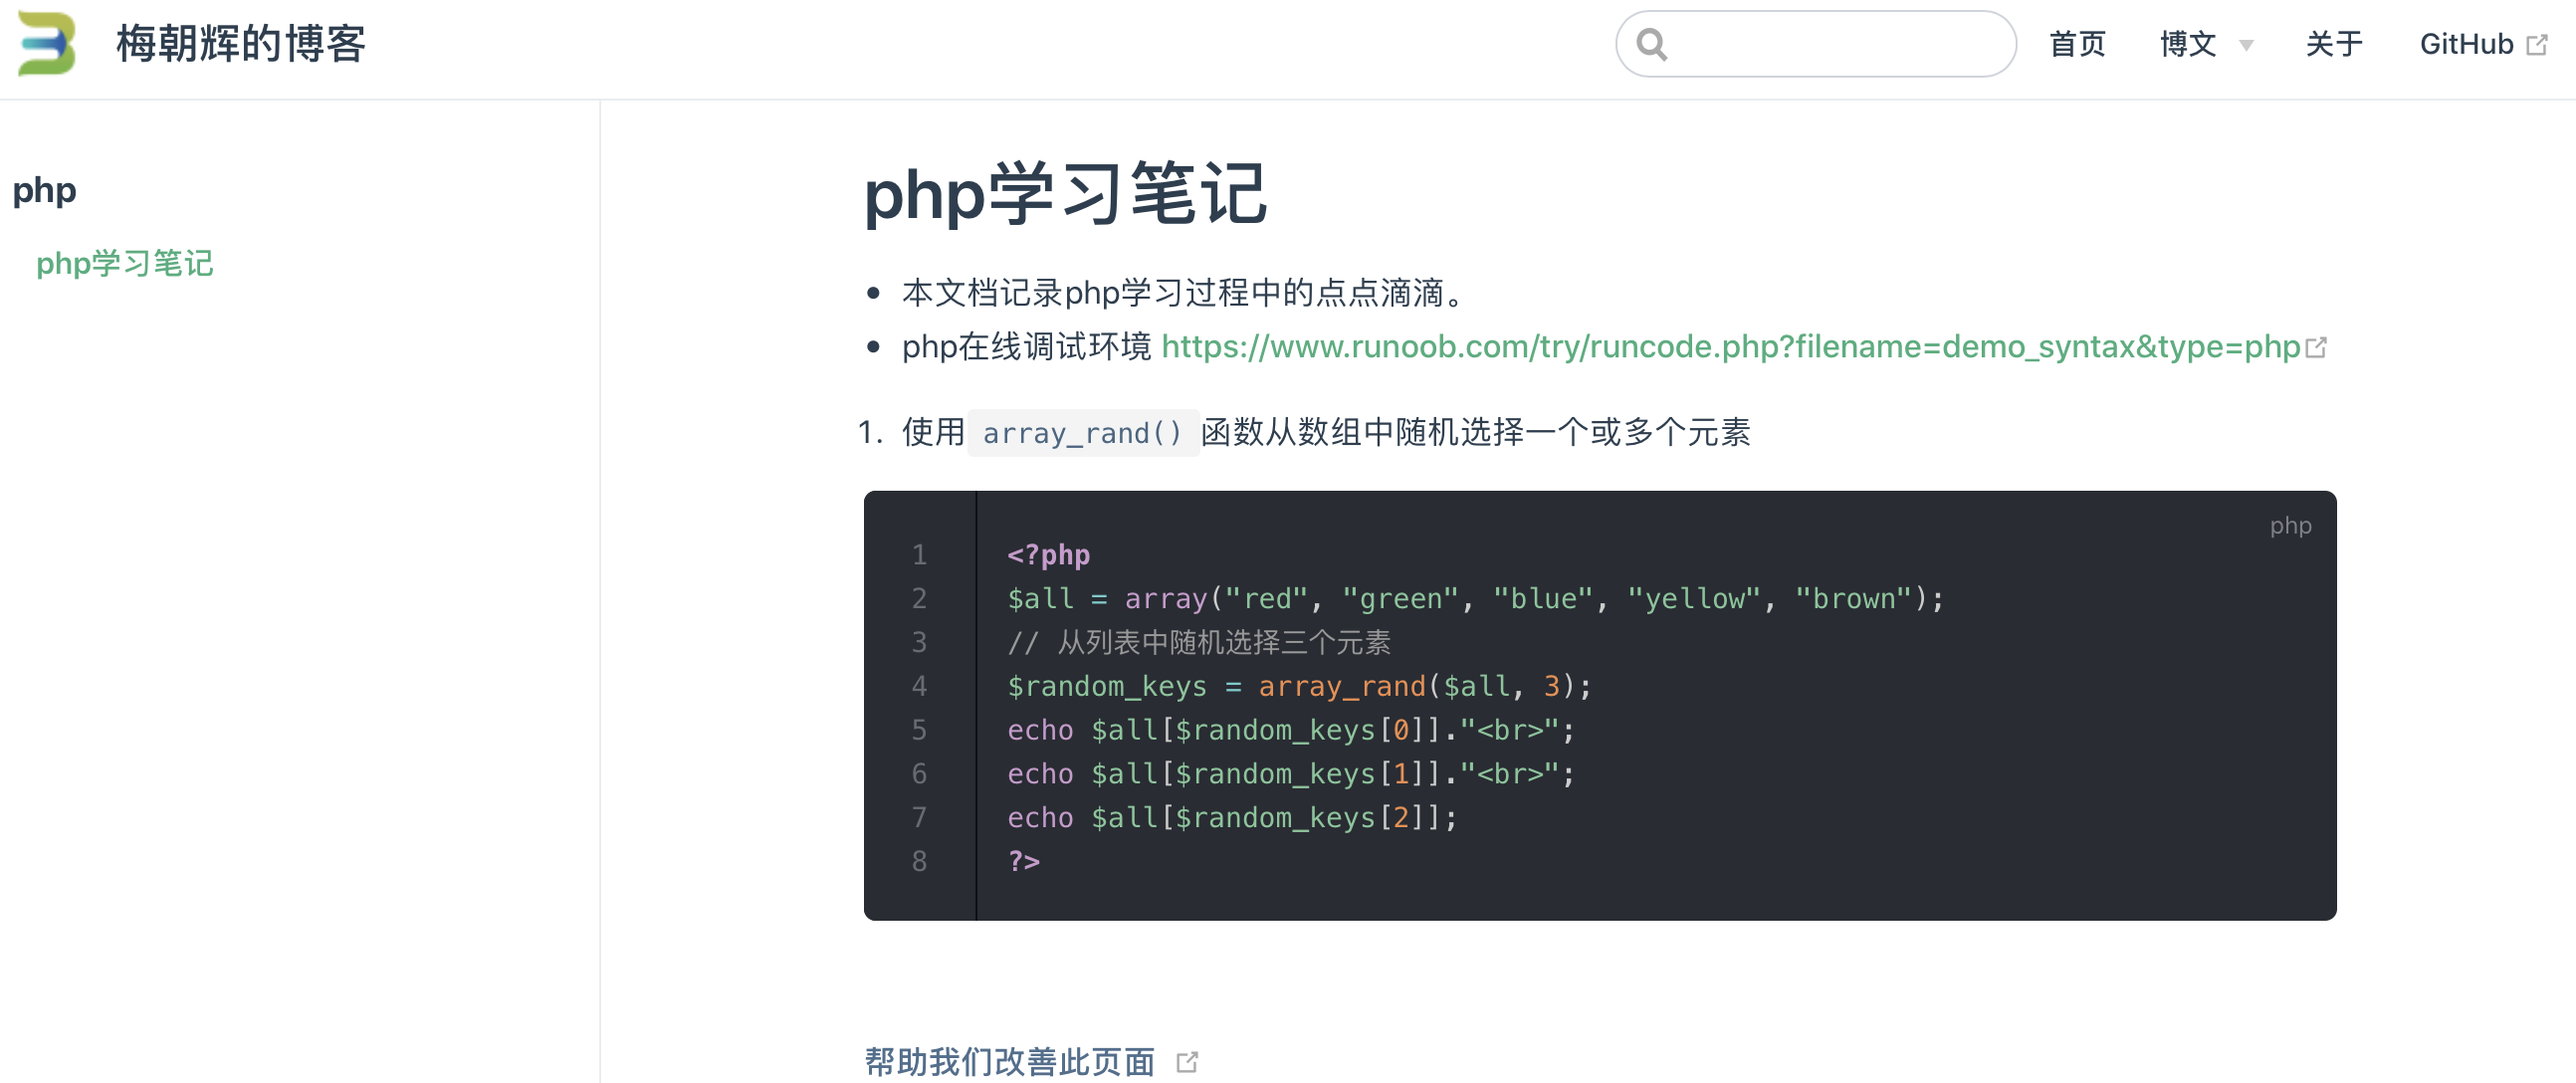 梅朝辉的博客
首页 博文 关于 GitHub
php
php学习笔记
php学习笔记
本文档记录php学习过程中的点点滴滴。
php在线调试环境 https://www.runoob.com/try/runcode.php?filename=demo_syntax&type=php
1. 使用 array_rand() 函数从数组中随机选择一个或多个元素
php
1 <?php
2 $all = array("red", "green", "blue", "yellow", "brown");
3 // 从列表中随机选择三个元素
4 $random_keys = array_rand($all, 3);
5 echo $all[$random_keys[0]]."<br>";
6 echo $all[$random_keys[1]]."<br>";
7 echo $all[$random_keys[2]];
8 ?>
帮助我们改善此页面